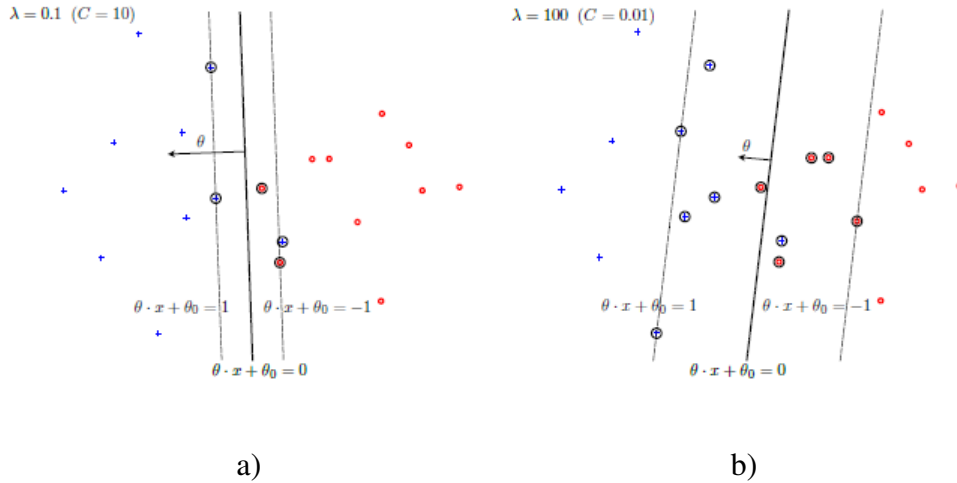 λ = 0.1 (C = 10)
θ
θ · x + θ₀ = 1
θ · x + θ₀ = −1
θ · x + θ₀ = 0
a)
λ = 100 (C = 0.01)
θ
θ · x + θ₀ = 1
θ · x + θ₀ = −1
θ · x + θ₀ = 0
b)